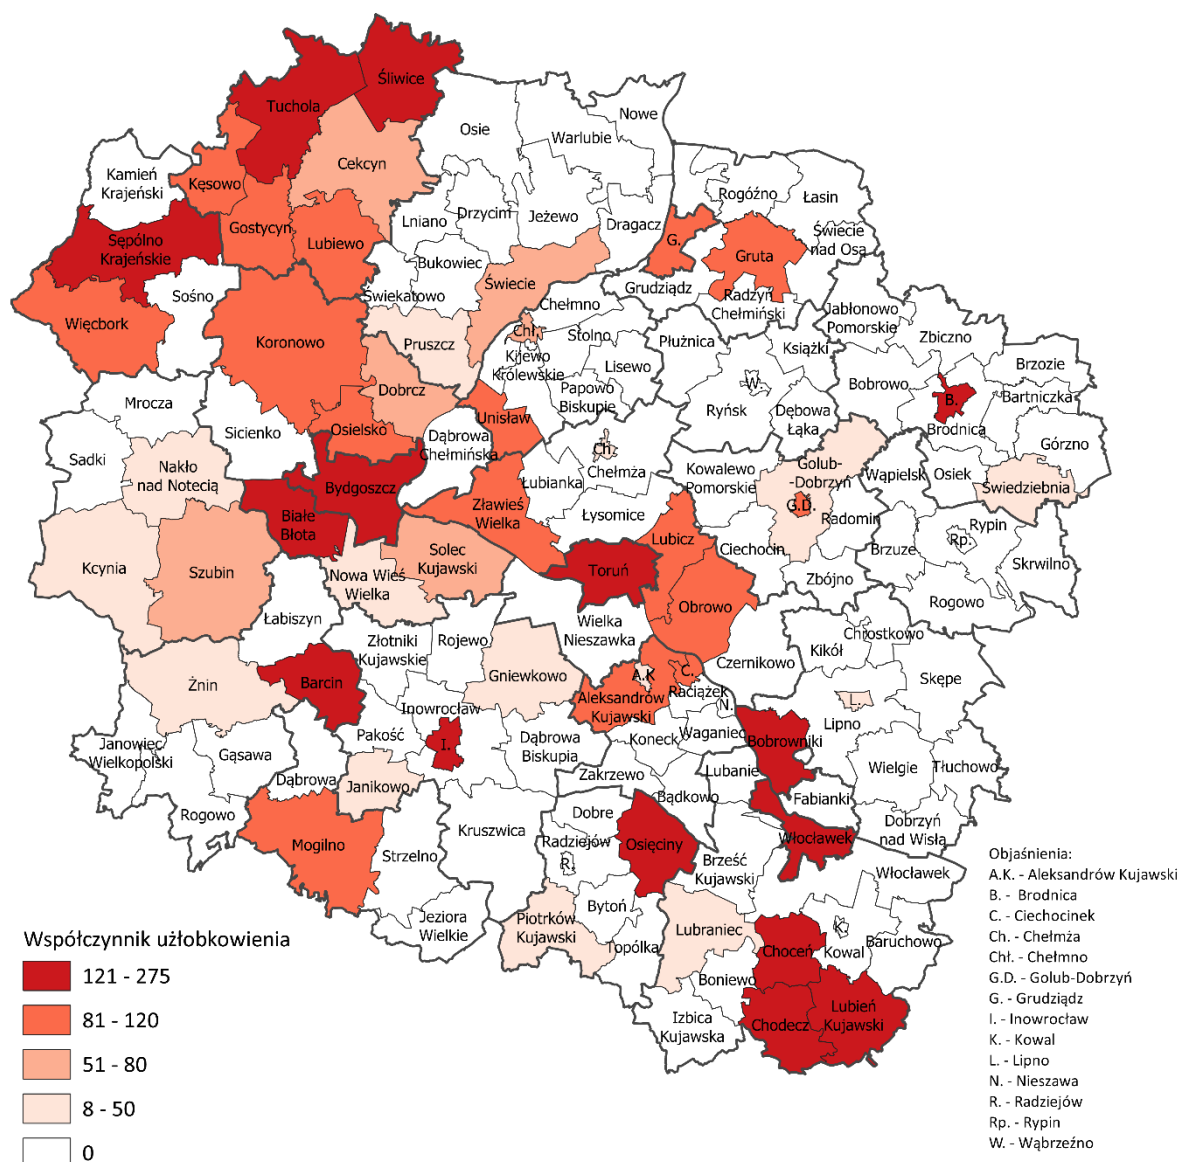 Śliwice
Tuchola
Nowe
Osie
Warlubie
Cekcyn
Kamień
Krajeński
Kęsowo
Rogóźno
Łasin
Lniano
Drzycim
Jeżewo
Dragacz
Gostycyn
Lubiewo
Sępólno
Krajeńskie
G.
Świecie
nad Osą
Bukowiec
Gruta
Sośno
Świekatowo
Świecie
Grudziądz
Radzyń
Chełmiński
Chełmno
Jabłonowo
Pomorskie
Więcbork
Koronowo
Pruszcz
Chł.
Stolno
Płużnica
Książki
Zbiczno
Kijewo
Królewskie
Lisewo
Brzozie
Papowo
Biskupie
W.
Bobrowo
Bartniczka
Mrocza
Dobrcz
Unisław
Ryńsk
Dębowa
Łąka
B.
Brodnica
Sicienko
Osielsko
Dąbrowa
Chełmińska
Górzno
Sadki
Nakło
nad Notecią
Ch.
Chełmża
Kowalewo
Pomorskie
Golub-
-Dobrzyń
Wąpielsk
Osiek
Świedziebnia
Bydgoszcz
Łubianka
Zławieś
Wielka
G.D.
Łysomice
Radomin
Białe
Błota
Rypin
Rp.
Lubicz
Ciechocin
Brzuze
Skrwilno
Kcynia
Szubin
Solec
Kujawski
Nowa Wieś
Wielka
Toruń
Zbójno
Obrowo
Rogowo
Łabiszyn
Wielka
Nieszawka
Złotniki
Kujawskie
Rojewo
Chrostkowo
Kikół
Czernikowo
Żnin
Barcin
Gniewkowo
A.K
C.
Raciążek
Skępe
Aleksandrów
Kujawski
N.
L.
Inowrocław
I.
Pakość
Lipno
Janowiec
Wielkopolski
Gąsawa
Dąbrowa
Biskupia
Koneck
Waganiec
Bobrowniki
Dąbrowa
Janikowo
Zakrzewo
Lubanie
Wielgie
Tłuchowo
Bądkowo
Fabianki
Rogowo
Dobre
Dobrzyń
nad Wisłą
Mogilno
Kruszwica
Radziejów
R.
Osięciny
Włocławek
Strzelno
Brześć
Kujawski
Włocławek
Jeziora
Wielkie
Piotrków
Kujawski
Bytoń
Lubraniec
K.
Topólka
Choceń
Kowal
Baruchowo
Boniewo
Izbica
Kujawska
Chodecz
Lubień
Kujawski
Współczynnik użłobkowienia
121 - 275
81 - 120
51 - 80
8 - 50
0
Objaśnienia:
A.K. - Aleksandrów Kujawski
B. - Brodnica
C. - Ciechocinek
Ch. - Chełmża
Chł. - Chełmno
G.D. - Golub-Dobrzyń
G. - Grudziądz
I. - Inowrocław
K. - Kowal
L. - Lipno
N. - Nieszawa
R. - Radziejów
Rp. - Rypin
W. - Wąbrzeźno